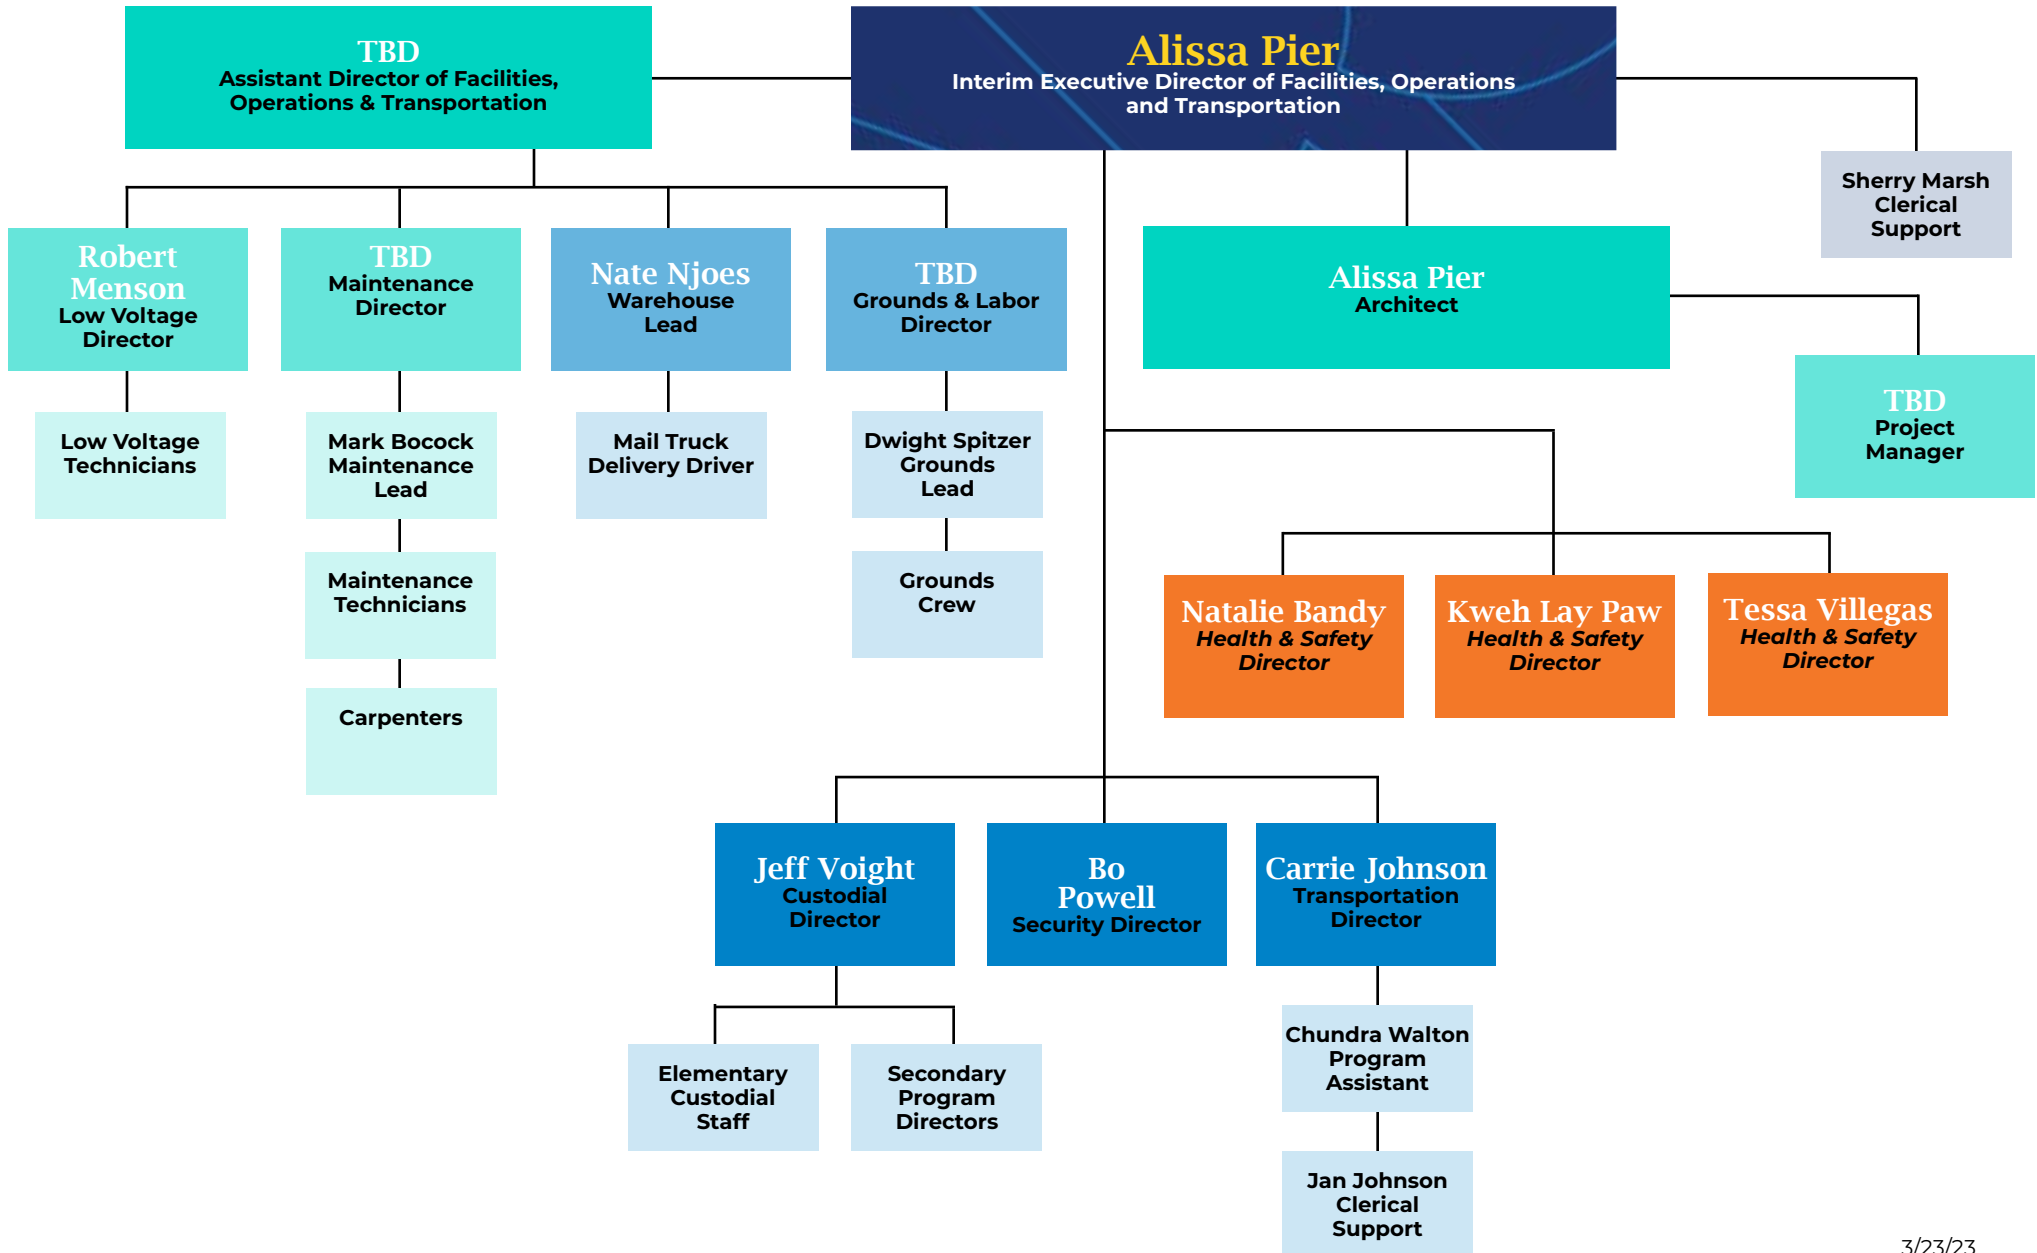 TBD
Assistant Director of Facilities,
Operations & Transportation
Alissa Pier
Interim Executive Director of Facilities, Operations
and Transportation
Sherry Marsh
Clerical
Support
Robert
Menson
Low Voltage
Director
TBD
Maintenance
Director
Nate Njoes
Warehouse
Lead
TBD
Grounds & Labor
Director
Alissa Pier
Architect
TBD
Project
Manager
Low Voltage
Technicians
Mark Bocock
Maintenance
Lead
Mail Truck
Delivery Driver
Dwight Spitzer
Grounds
Lead
Maintenance
Technicians
Grounds
Crew
Carpenters
Natalie Bandy
Health & Safety
Director
Kweh Lay Paw
Health & Safety
Director
Tessa Villegas
Health & Safety
Director
Jeff Voight
Custodial
Director
Bo
Powell
Security Director
Carrie Johnson
Transportation
Director
Elementary
Custodial
Staff
Secondary
Program
Directors
Chundra Walton
Program
Assistant
Jan Johnson
Clerical
Support
3/23/23